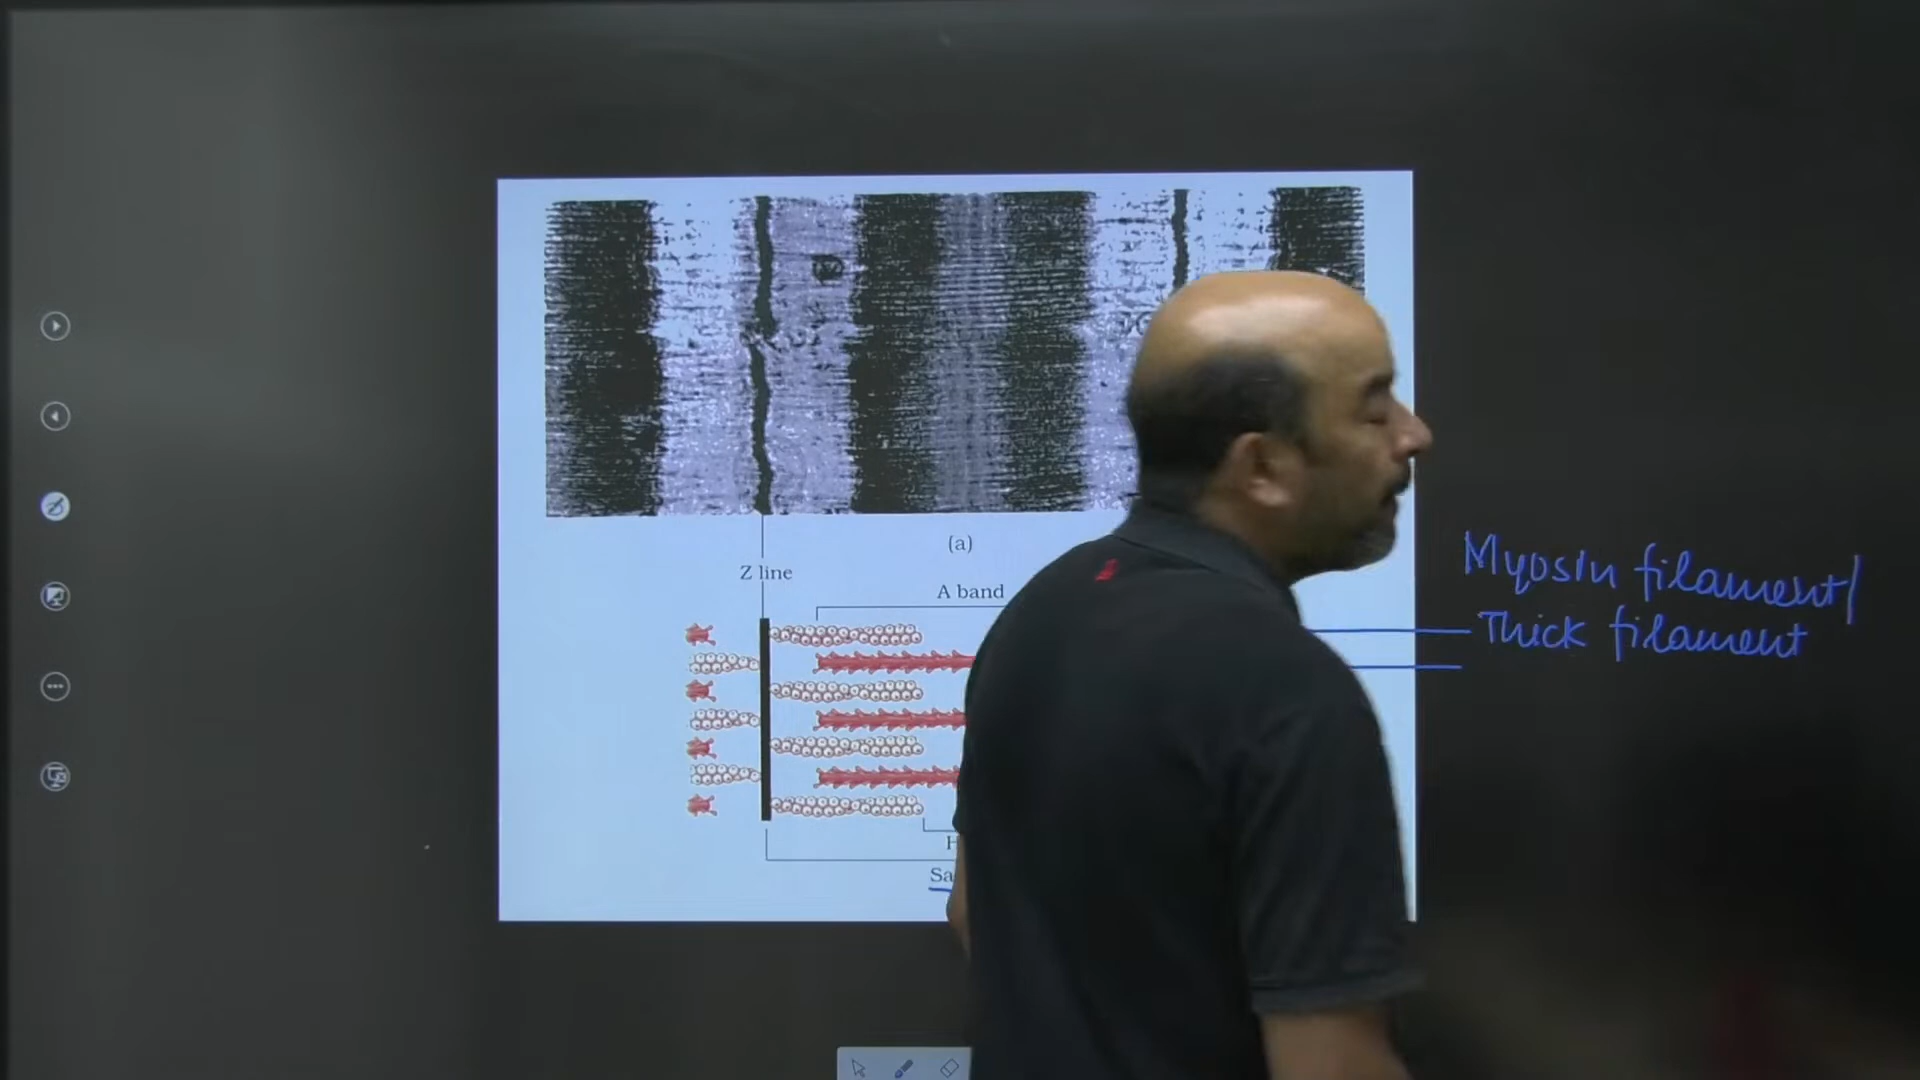 (a)
Z line
A band
Myosin filament/
Thick filament